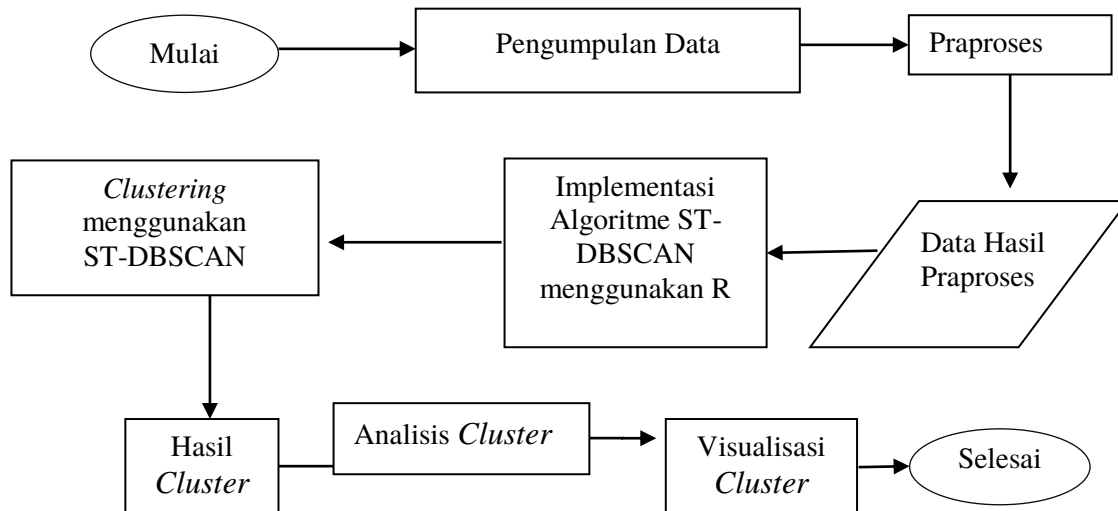 Mulai
Pengumpulan Data
Praproses
Data Hasil
Praproses
Implementasi
Algoritme ST-
DBSCAN
menggunakan R
Clustering
menggunakan
ST-DBSCAN
Hasil
Cluster
Analisis Cluster
Visualisasi
Cluster
Selesai